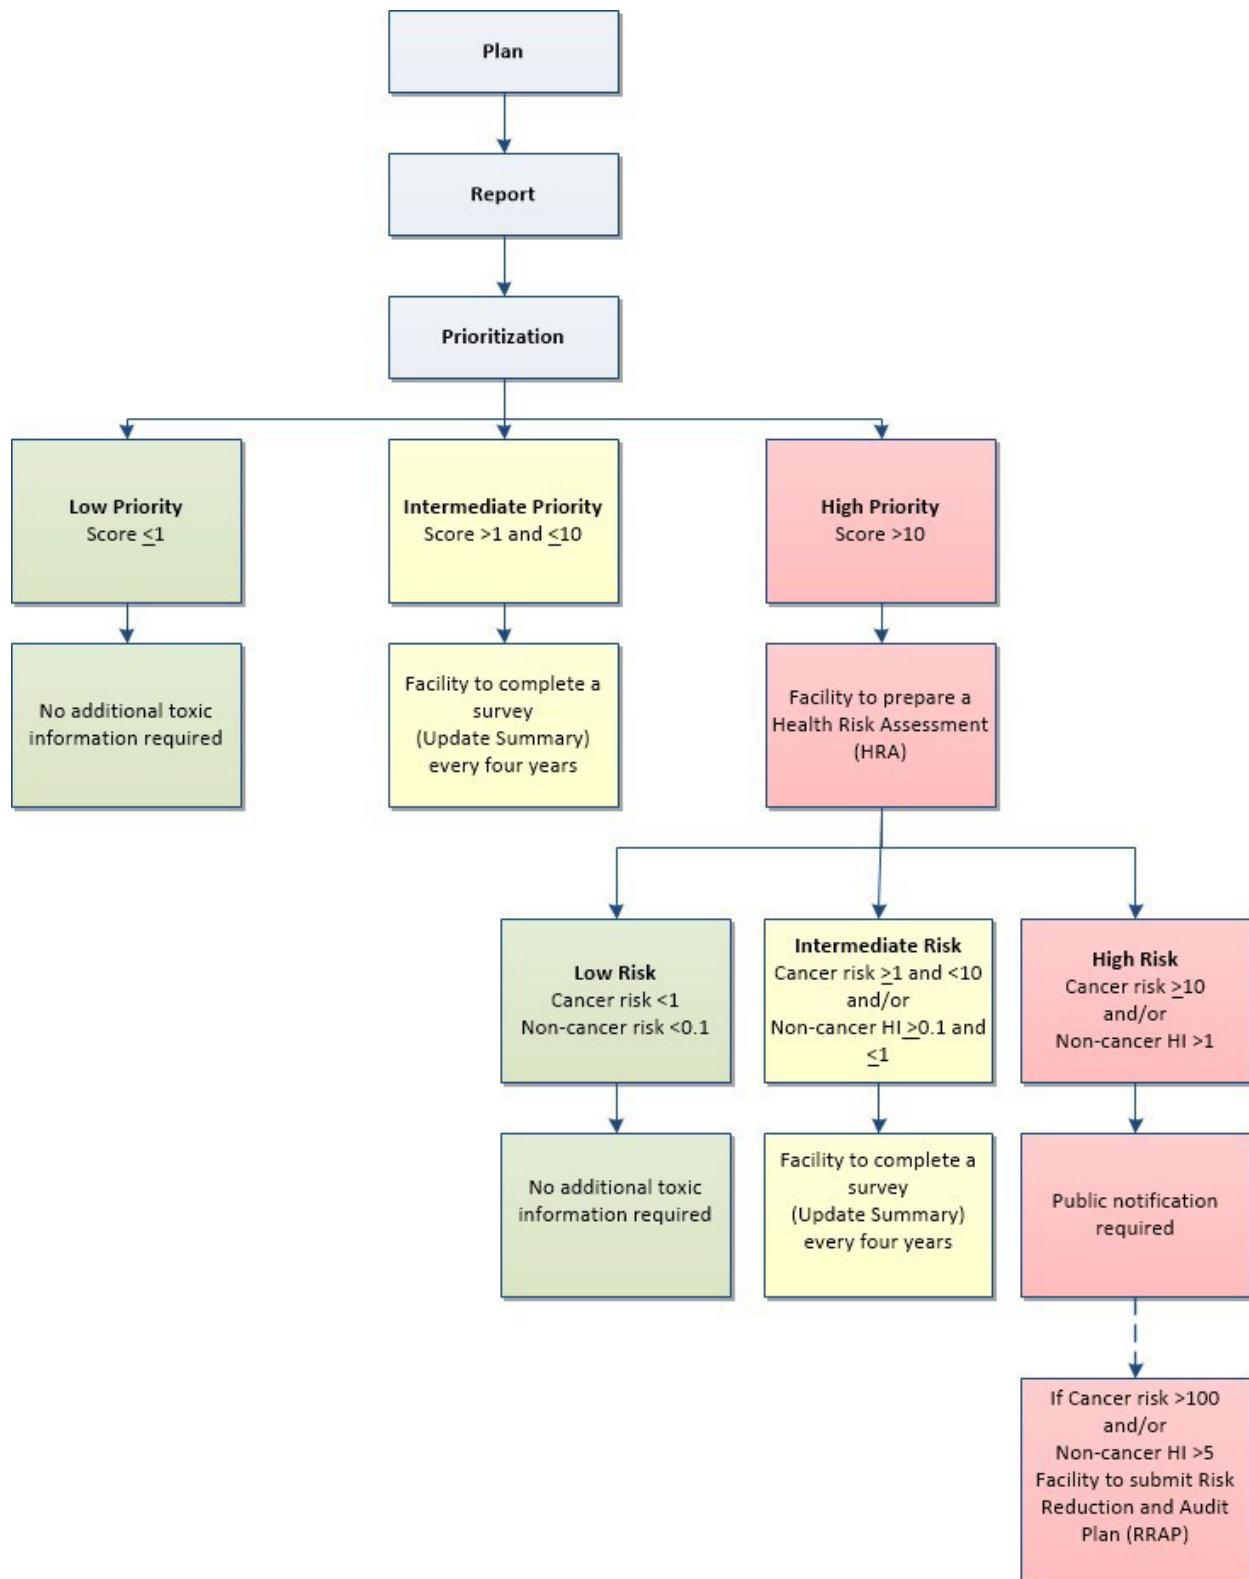 Plan
Report
Prioritization
Low Priority
Score ≤1
Intermediate Priority
Score >1 and ≤10
High Priority
Score >10
No additional toxic
information required
Facility to complete a
survey
(Update Summary)
every four years
Facility to prepare a
Health Risk Assessment
(HRA)
Low Risk
Cancer risk <1
Non-cancer risk <0.1
Intermediate Risk
Cancer risk ≥1 and <10
and/or
Non-cancer HI ≥0.1 and
≤1
High Risk
Cancer risk ≥10
and/or
Non-cancer HI >1
No additional toxic
information required
Facility to complete a
survey
(Update Summary)
every four years
Public notification
required
If Cancer risk >100
and/or
Non-cancer HI >5
Facility to submit Risk
Reduction and Audit
Plan (RRAP)